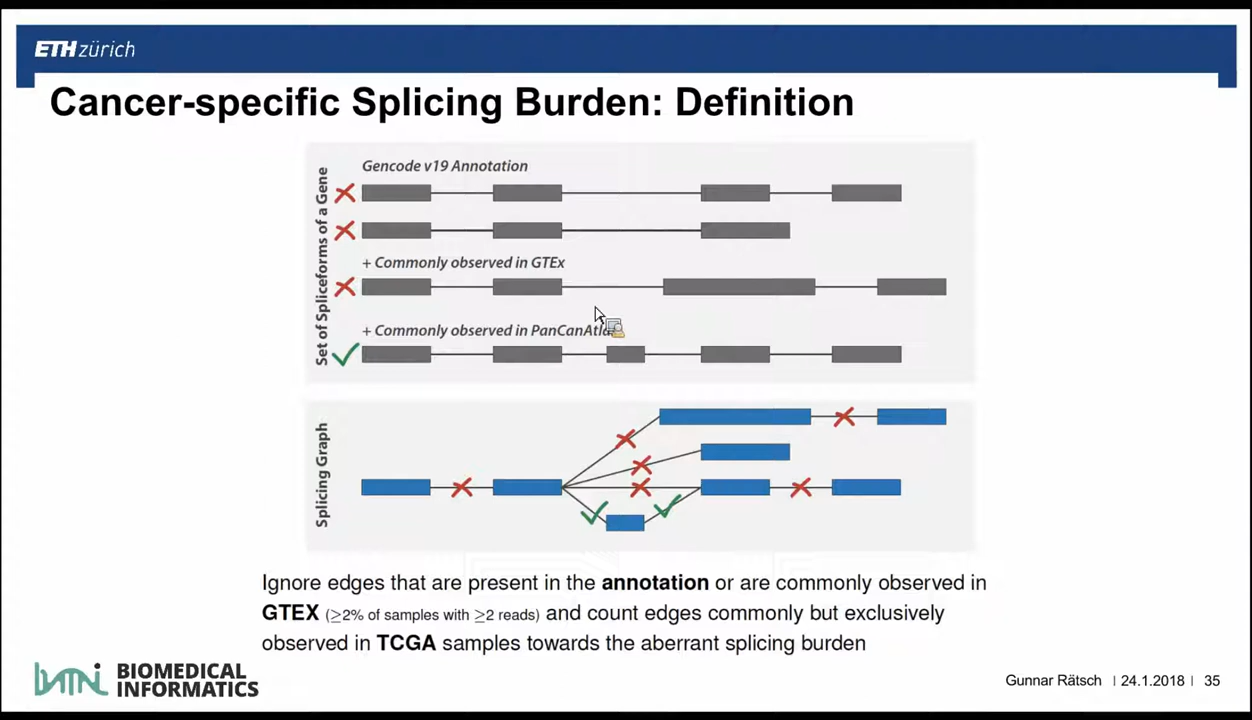 ETH zürich
Cancer-specific Splicing Burden: Definition
Set of Spliceforms of a Gene
Gencode v19 Annotation
+ Commonly observed in GTEx
+ Commonly observed in PanCanAtla
Splicing Graph
Ignore edges that are present in the annotation or are commonly observed in
GTEX (≥2% of samples with ≥2 reads) and count edges commonly but exclusively
observed in TCGA samples towards the aberrant splicing burden
BIOMEDICAL
INFORMATICS
Gunnar Rätsch | 24.1.2018 | 35